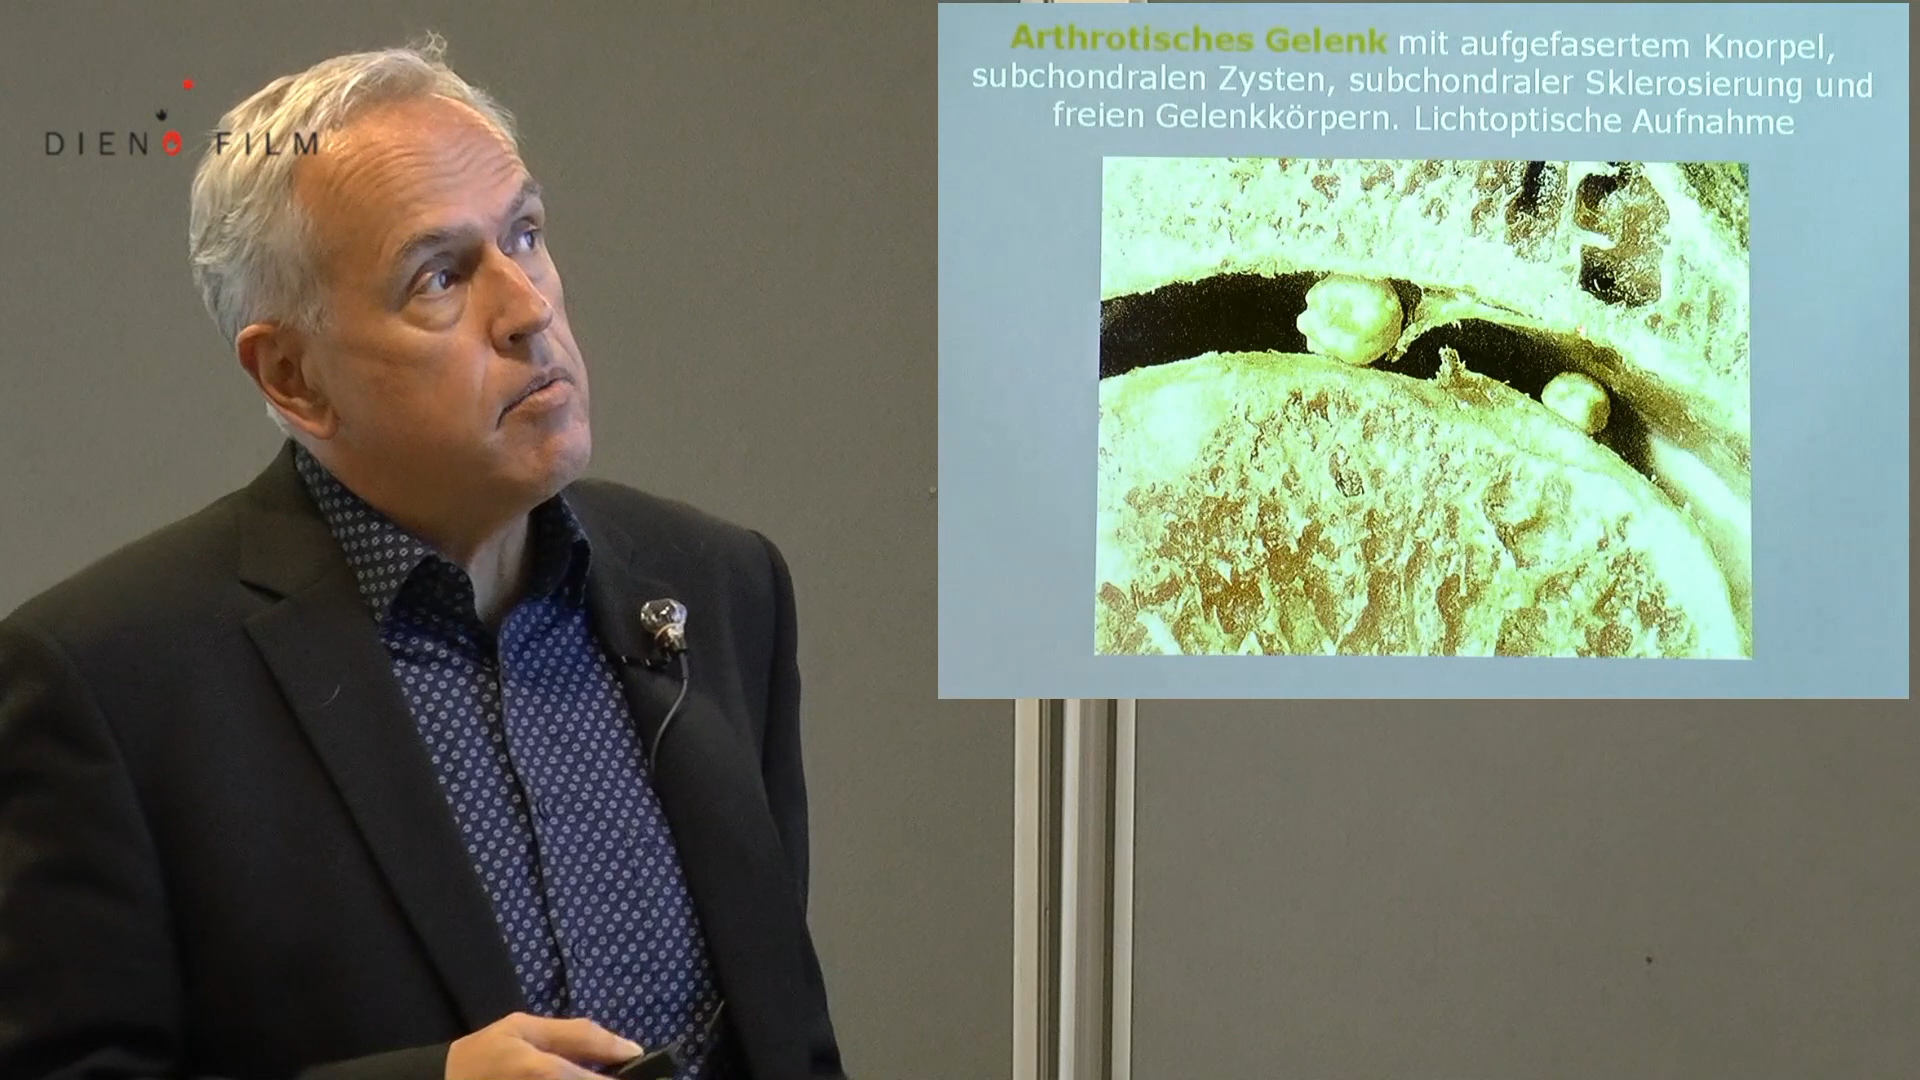 DIENO FILM
Arthrotisches Gelenk mit aufgefasertem Knorpel,
subchondralen Zysten, subchondraler Sklerosierung und
freien Gelenkkörpern. Lichtoptische Aufnahme